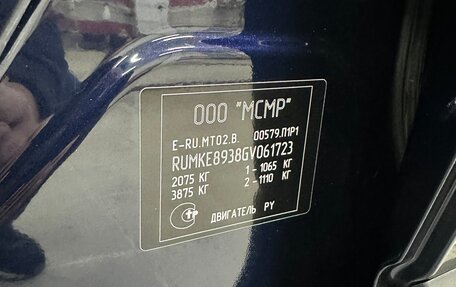 ООО "МСМР"
E-RU.MT02.B. 00579.П1Р1
RUMKE8938GV061723
2075 КГ 1 - 1065 КГ
3875 КГ 2 - 1110 КГ
ДВИГАТЕЛЬ PY